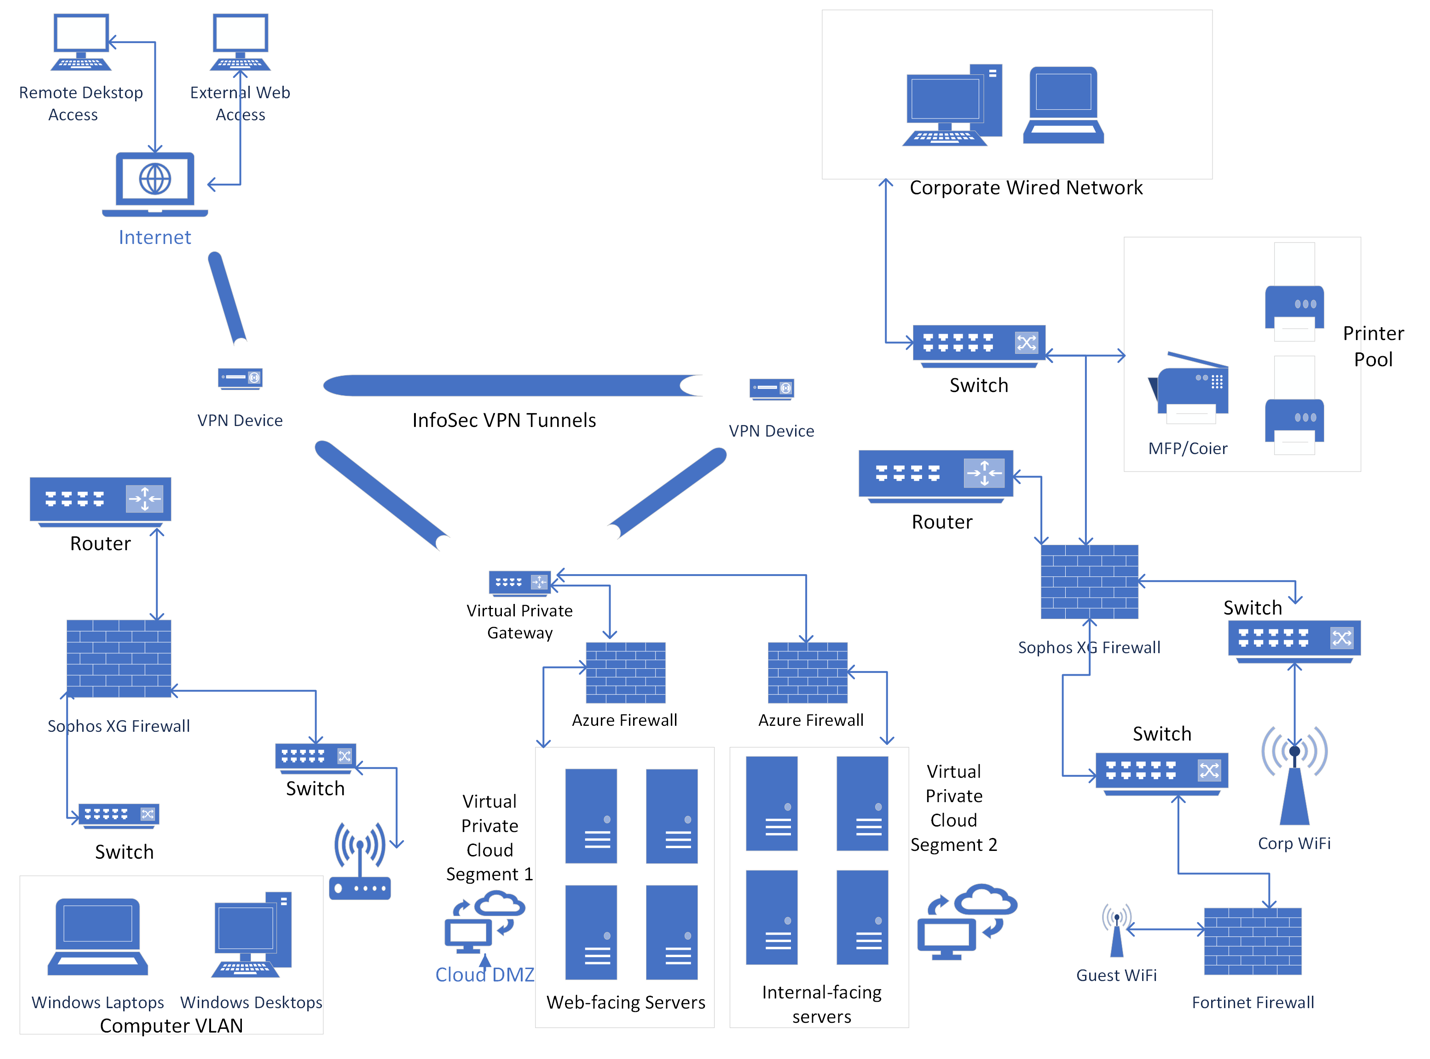 Remote Dekstop
Access
External Web
Access
Internet
Corporate Wired Network
Printer
Pool
Switch
MFP/Coier
VPN Device
InfoSec VPN Tunnels
VPN Device
Router
Router
Virtual Private
Gateway
Switch
Sophos XG Firewall
Sophos XG Firewall
Azure Firewall
Azure Firewall
Switch
Switch
Switch
Virtual
Private
Cloud
Segment 1
Virtual
Private
Cloud
Segment 2
Corp WiFi
Cloud DMZ
Guest WiFi
Web-facing Servers
Internal-facing
servers
Fortinet Firewall
Windows Laptops
Windows Desktops
Computer VLAN